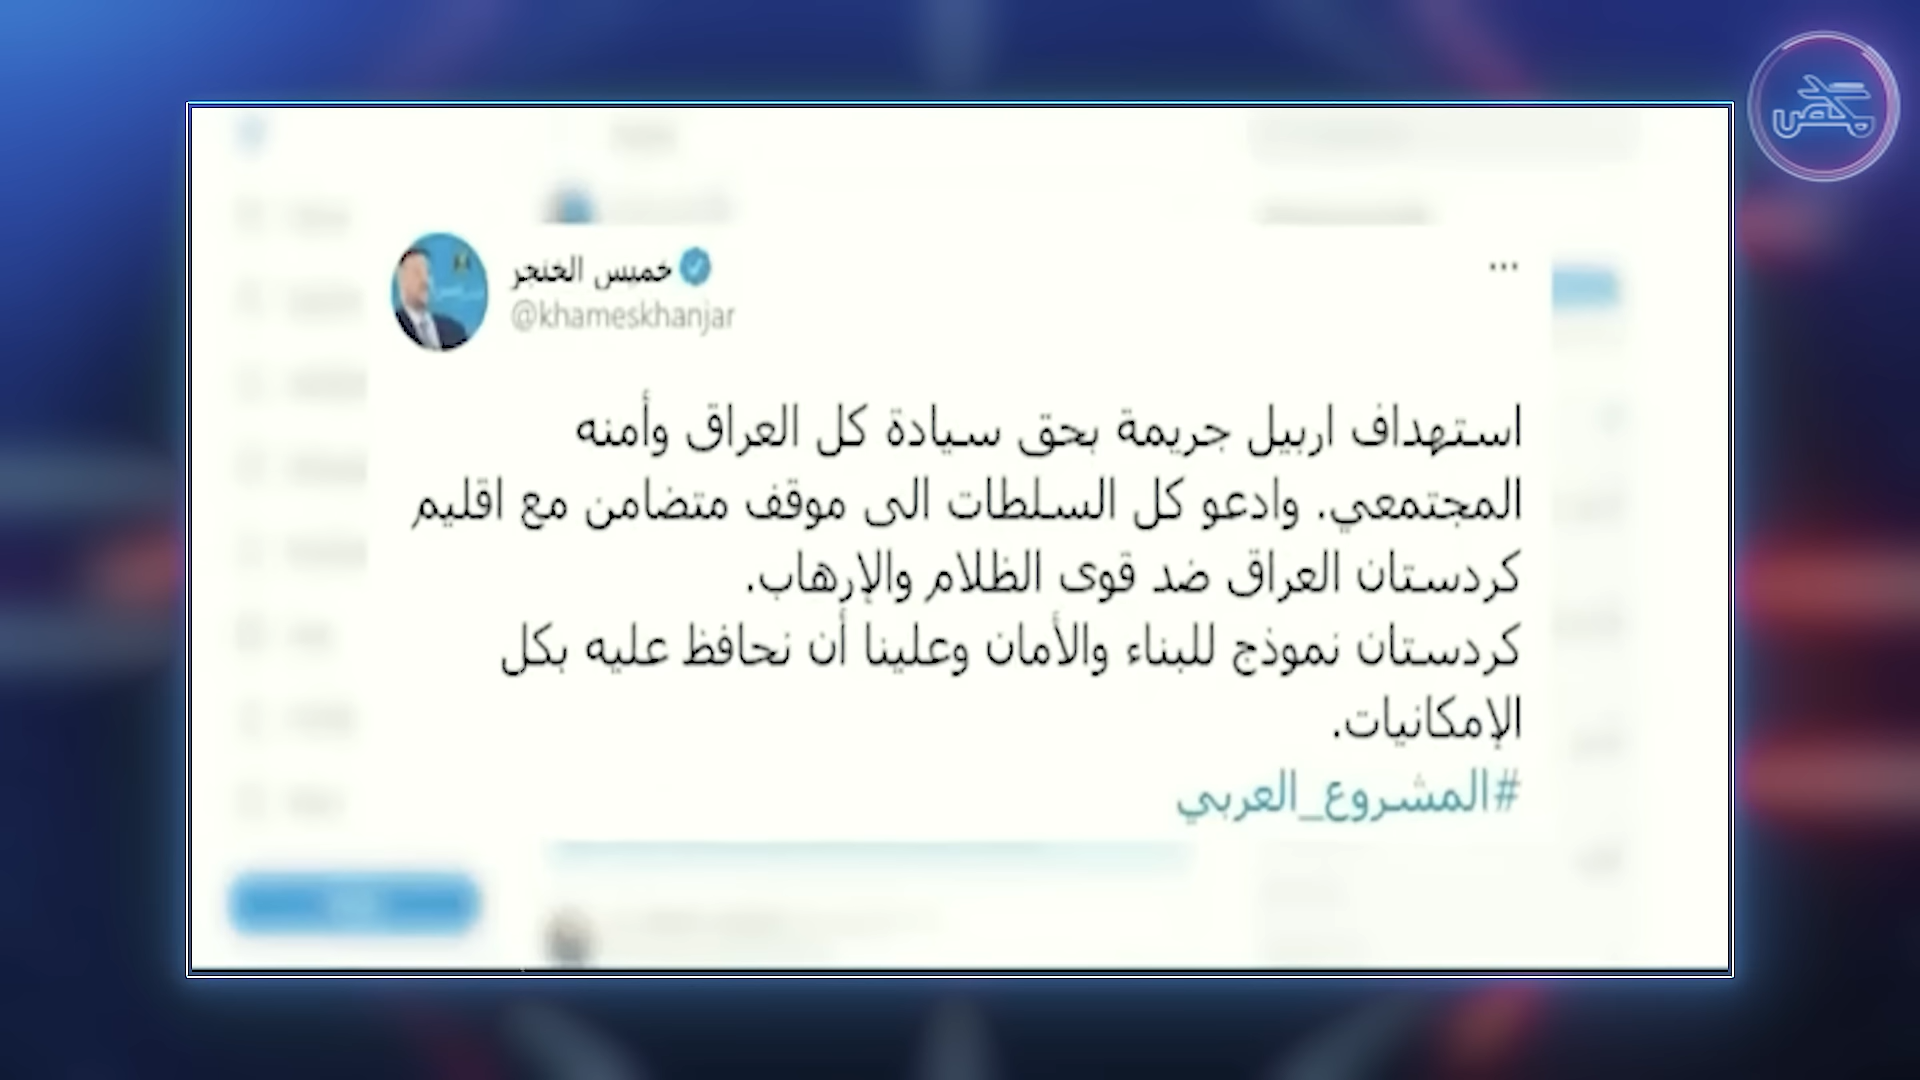 خميس الخنجر
@khameskhanjar
استهداف اربيل جريمة بحق سيادة كل العراق وأمنه
المجتمعي. وادعو كل السلطات الى موقف متضامن مع اقليم
كردستان العراق ضد قوى الظلام والإرهاب.
كردستان نموذج للبناء والأمان وعلينا أن نحافظ عليه بكل
الإمكانيات.
#المشروع_العربي